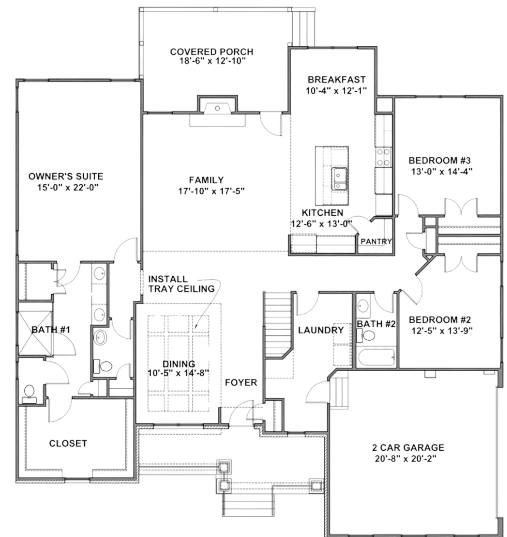 COVERED PORCH
18'-6" x 12'-10"
BREAKFAST
10'-4" x 12'-1"
OWNER'S SUITE
15'-0" x 22'-0"
FAMILY
17'-10" x 17'-5"
BEDROOM #3
13'-0" x 14'-4"
KITCHEN
12'-6" x 13'-0"
PANTRY
INSTALL
TRAY CEILING
BATH #1
LAUNDRY
BATH #2
BEDROOM #2
12'-5" x 13'-9"
DINING
10'-5" x 14'-8"
FOYER
CLOSET
2 CAR GARAGE
20'-8" x 20'-2"